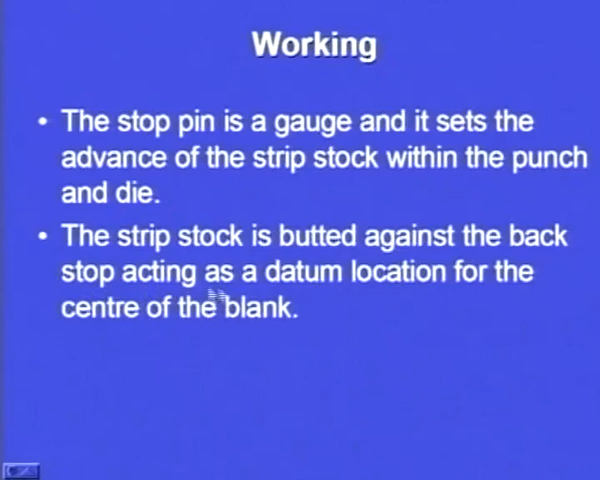 Working
• The stop pin is a gauge and it sets the
advance of the strip stock within the punch
and die.
• The strip stock is butted against the back
stop acting as a datum location for the
centre of the blank.